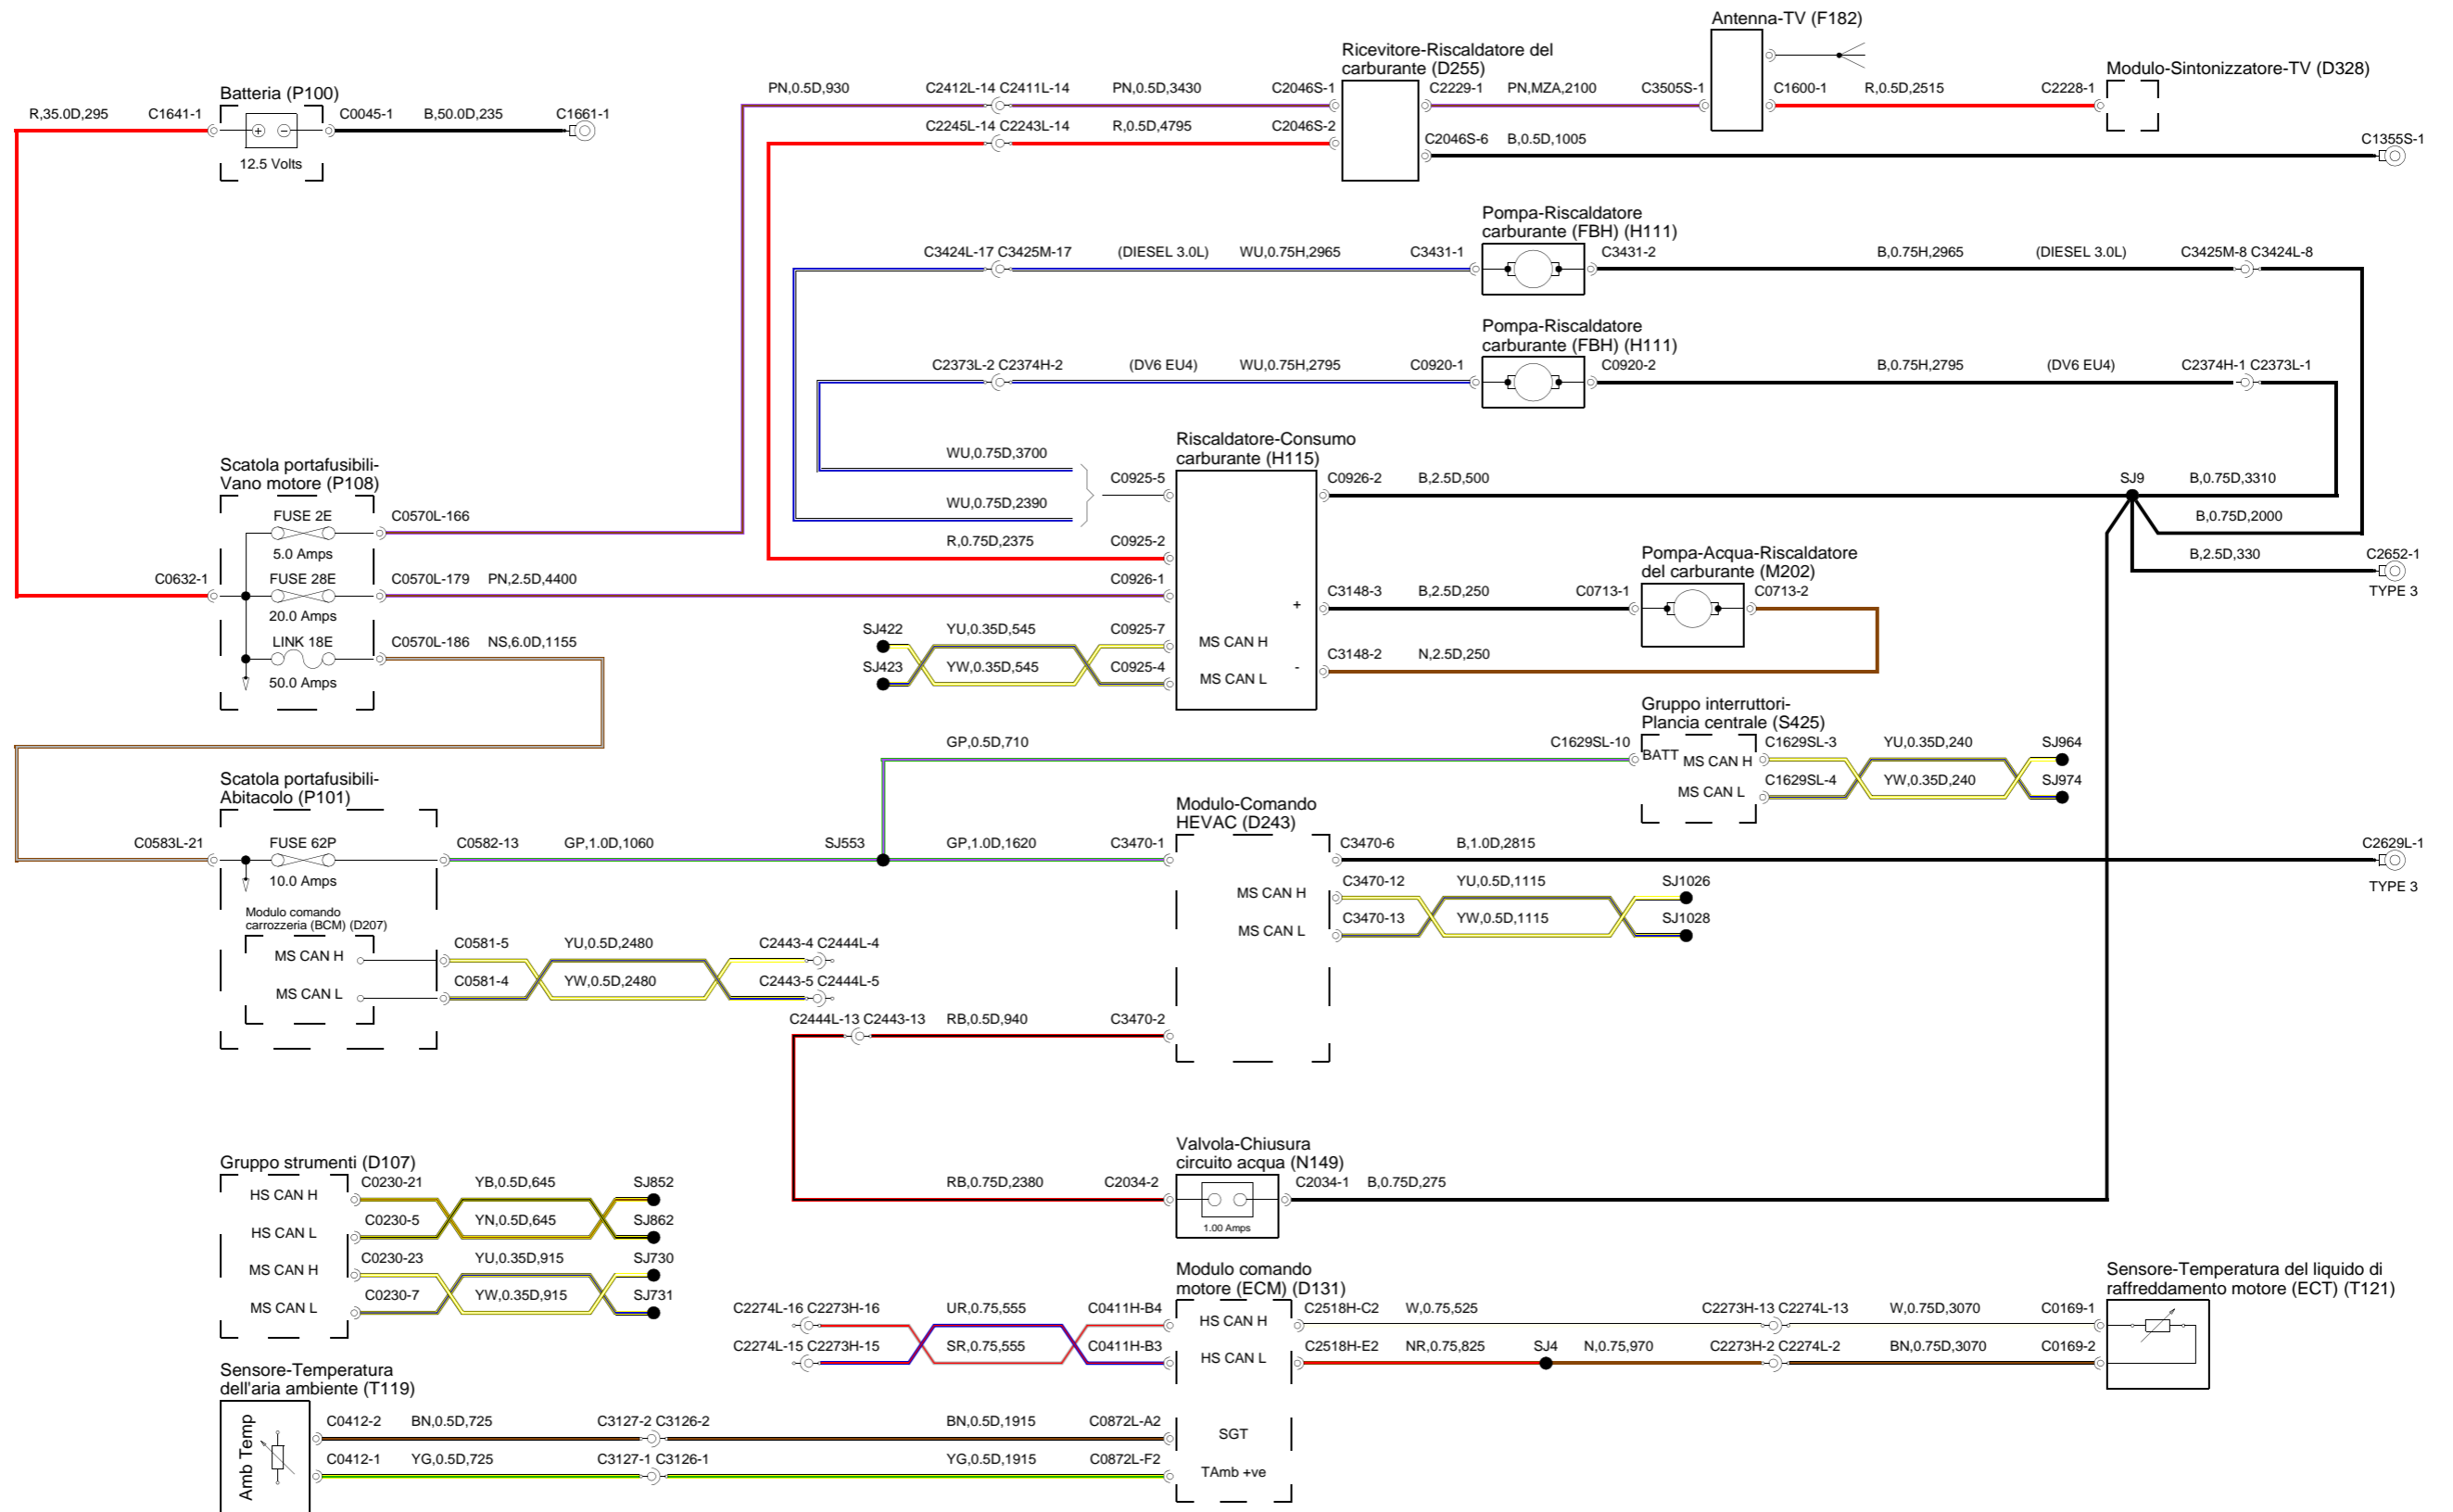 Antenna-TV (F182)
Ricevitore-Riscaldatore del
carburante (D255)
Modulo-Sintonizzatore-TV (D328)
Batteria (P100)
R,35.0D,295 C1641-1 C0045-1 B,50.0D,235 C1661-1
12.5 Volts
PN,0.5D,930 C2412L-14 C2411L-14 PN,0.5D,3430 C2046S-1 C2229-1 PN,MZA,2100 C3505S-1 C1600-1 R,0.5D,2515 C2228-1
C2245L-14 C2243L-14 R,0.5D,4795 C2046S-2 C2046S-6 B,0.5D,1005 C1355S-1
Pompa-Riscaldatore
carburante (FBH) (H111)
C3424L-17 C3425M-17 (DIESEL 3.0L) WU,0.75H,2965 C3431-1 C3431-2 B,0.75H,2965 (DIESEL 3.0L) C3425M-8 C3424L-8
Pompa-Riscaldatore
carburante (FBH) (H111)
C2373L-2 C2374H-2 (DV6 EU4) WU,0.75H,2795 C0920-1 C0920-2 B,0.75H,2795 (DV6 EU4) C2374H-1 C2373L-1
Riscaldatore-Consumo
carburante (H115)
WU,0.75D,3700
C0925-5 C0926-2 B,2.5D,500 SJ9 B,0.75D,3310
WU,0.75D,2390
B,0.75D,2000
R,0.75D,2375 C0925-2
B,2.5D,330 C2652-1
TYPE 3
Scatola portafusibili-
Vano motore (P108)
FUSE 2E C0570L-166
5.0 Amps
C0632-1 FUSE 28E C0570L-179 PN,2.5D,4400 C0926-1
20.0 Amps
LINK 18E C0570L-186 NS,6.0D,1155
50.0 Amps
Pompa-Acqua-Riscaldatore
del carburante (M202)
+ C3148-3 B,2.5D,250 C0713-1 C0713-2
SJ422 YU,0.35D,545 C0925-7 MS CAN H
SJ423 YW,0.35D,545 C0925-4 MS CAN L
- C3148-2 N,2.5D,250
Gruppo interruttori-
Plancia centrale (S425)
GP,0.5D,710 C1629SL-10 BATT MS CAN H C1629SL-3 YU,0.35D,240 SJ964
MS CAN L C1629SL-4 YW,0.35D,240 SJ974
Scatola portafusibili-
Abitacolo (P101)
Modulo-Comando
HEVAC (D243)
C0583L-21 FUSE 62P C0582-13 GP,1.0D,1060 SJ553 GP,1.0D,1620 C3470-1 C3470-6 B,1.0D,2815 C2629L-1
10.0 Amps
TYPE 3
MS CAN H C3470-12 YU,0.5D,1115 SJ1026
MS CAN L C3470-13 YW,0.5D,1115 SJ1028
Modulo comando
carrozzeria (BCM) (D207)
MS CAN H C0581-5 YU,0.5D,2480 C2443-4 C2444L-4
MS CAN L C0581-4 YW,0.5D,2480 C2443-5 C2444L-5
C2444L-13 C2443-13 RB,0.5D,940 C3470-2
Valvola-Chiusura
circuito acqua (N149)
RB,0.75D,2380 C2034-2 C2034-1 B,0.75D,275
1.00 Amps
Gruppo strumenti (D107)
HS CAN H C0230-21 YB,0.5D,645 SJ852
HS CAN L C0230-5 YN,0.5D,645 SJ862
MS CAN H C0230-23 YU,0.35D,915 SJ730
MS CAN L C0230-7 YW,0.35D,915 SJ731
Modulo comando
motore (ECM) (D131)
Sensore-Temperatura del liquido di
raffreddamento motore (ECT) (T121)
C2274L-16 C2273H-16 UR,0.75,555 C0411H-B4 HS CAN H C2518H-C2 W,0.75,525 C2273H-13 C2274L-13 W,0.75D,3070 C0169-1
C2274L-15 C2273H-15 SR,0.75,555 C0411H-B3 HS CAN L C2518H-E2 NR,0.75,825 SJ4 N,0.75,970 C2273H-2 C2274L-2 BN,0.75D,3070 C0169-2
Sensore-Temperatura
dell'aria ambiente (T119)
Amb Temp
C0412-2 BN,0.5D,725 C3127-2 C3126-2 BN,0.5D,1915 C0872L-A2 SGT
C0412-1 YG,0.5D,725 C3127-1 C3126-1 YG,0.5D,1915 C0872L-F2 TAmb +ve